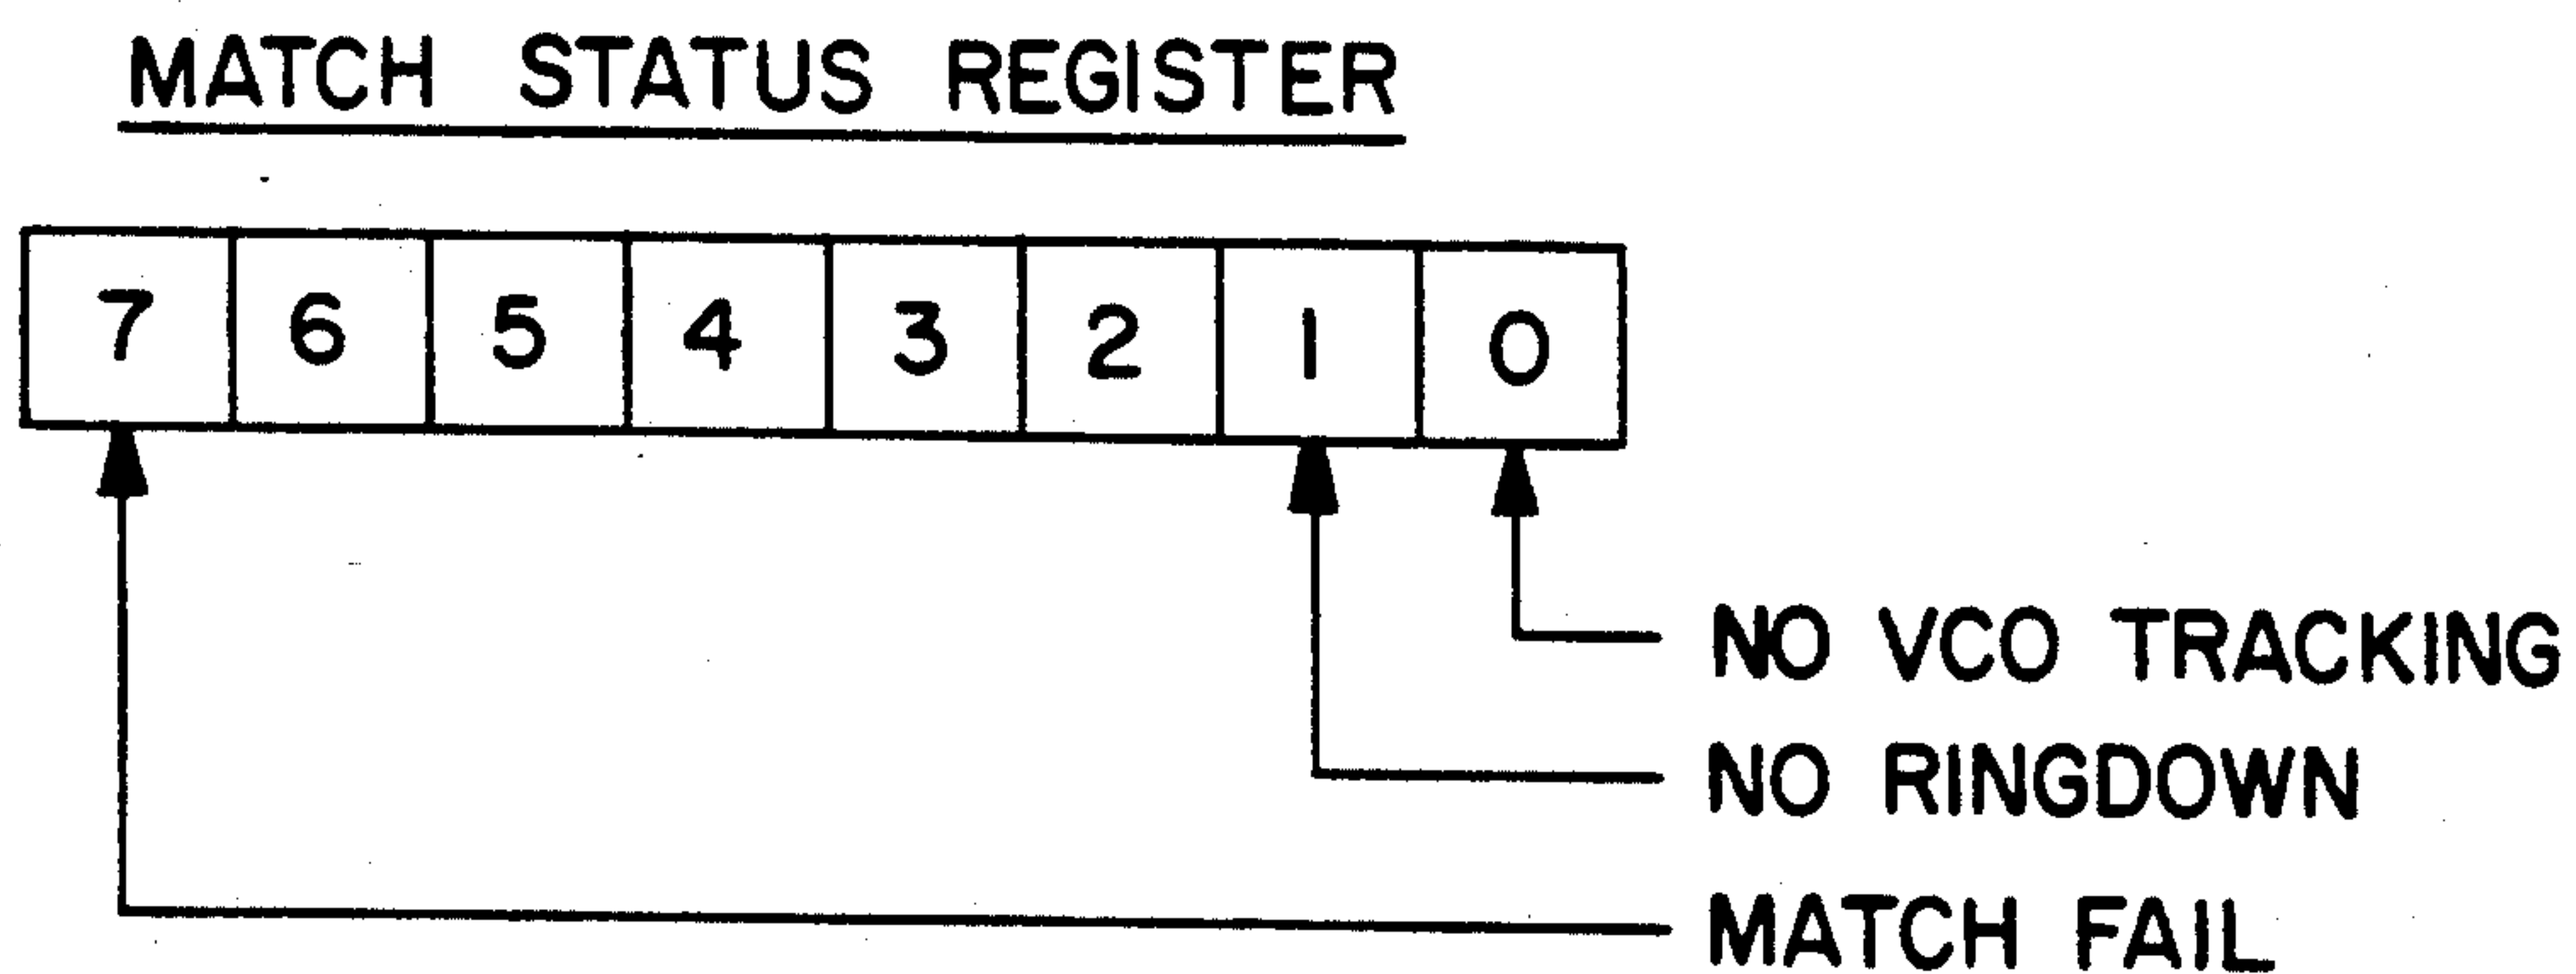 MATCH STATUS REGISTER
7 6 5 4 3 2 1 0
NO VCO TRACKING
NO RINGDOWN
MATCH FAIL